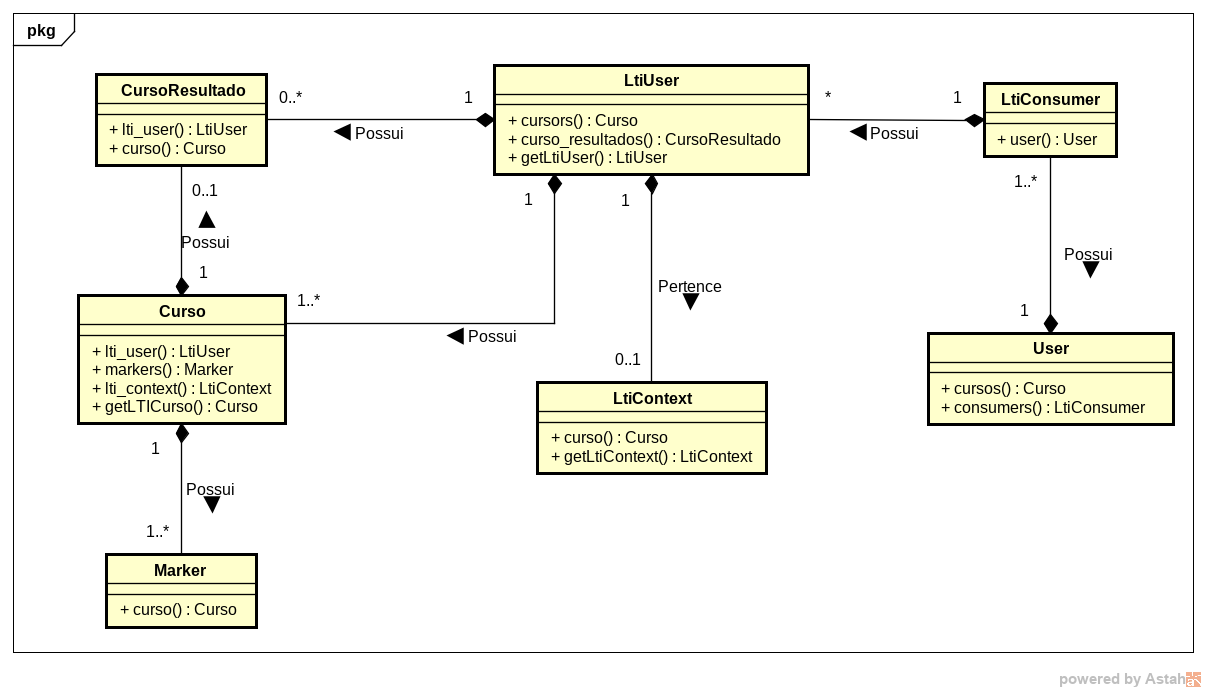 pkg
CursoResultado
+ lti_user() : LtiUser
+ curso() : Curso
0..*
1
Possui
LtiUser
+ cursors() : Curso
+ curso_resultados() : CursoResultado
+ getLtiUser() : LtiUser
*
1
Possui
LtiConsumer
+ user() : User
0..1
Possui
1
1
1
1..*
Possui
Pertence
0..1
1..*
Possui
1
Curso
+ lti_user() : LtiUser
+ markers() : Marker
+ lti_context() : LtiContext
+ getLTICurso() : Curso
LtiContext
+ curso() : Curso
+ getLtiContext() : LtiContext
User
+ cursos() : Curso
+ consumers() : LtiConsumer
1
Possui
1..*
Marker
+ curso() : Curso
powered by Astah